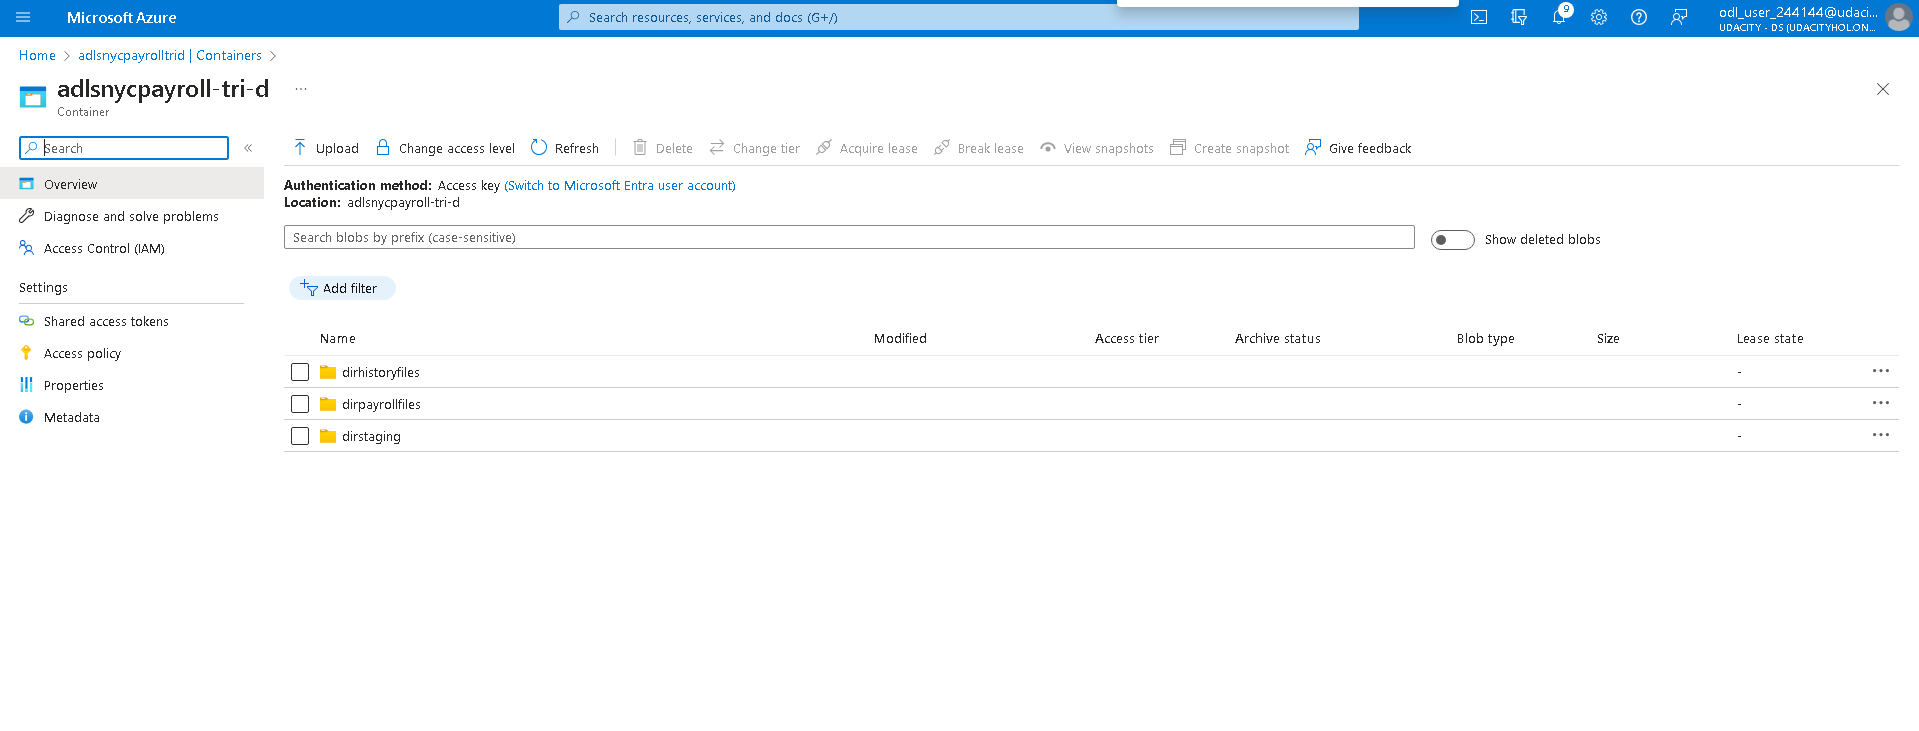 Microsoft Azure
Search resources, services, and docs (G+/)
9
odl_user_244144@udaci...
UDACITY - DS (UDACITYHOL.ON...
Home > adlsnycpayrolltrid | Containers >
adlsnycpayroll-tri-d ...
Container
Search «
Upload Change access level Refresh Delete Change tier Acquire lease Break lease View snapshots Create snapshot Give feedback
Overview
Diagnose and solve problems
Access Control (IAM)
Settings
Shared access tokens
Access policy
Properties
Metadata
Authentication method: Access key (Switch to Microsoft Entra user account)
Location: adlsnycpayroll-tri-d
Search blobs by prefix (case-sensitive)
Show deleted blobs
Add filter
Name Modified Access tier Archive status Blob type Size Lease state
dirhistoryfiles - ...
dirpayrollfiles - ...
dirstaging - ...